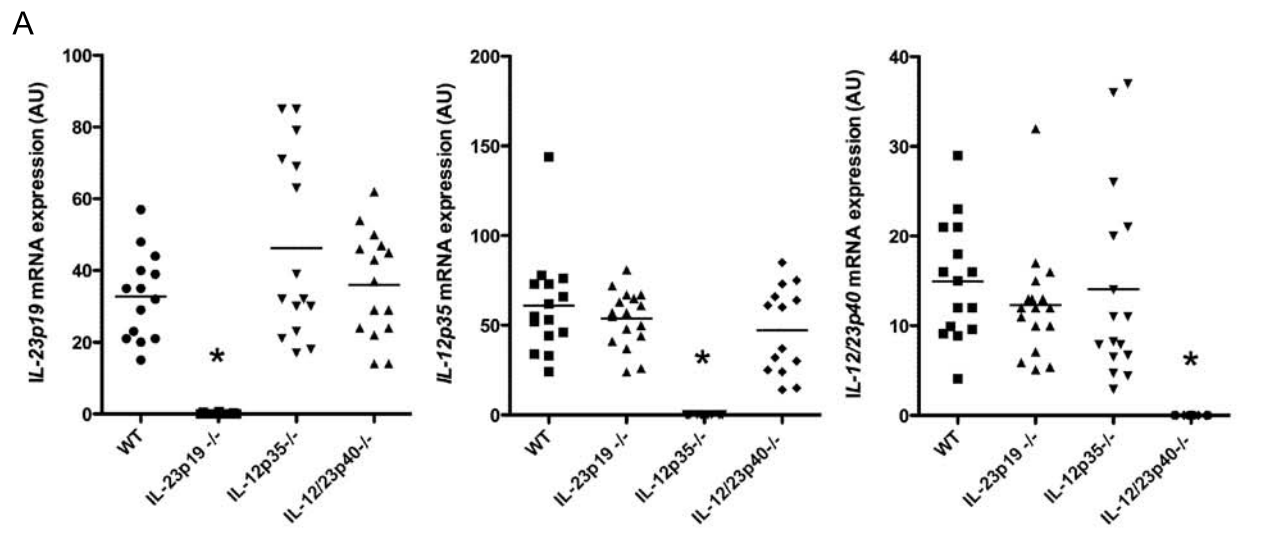 A
IL-23p19 mRNA expression (AU)
100
80
60
40
20
0
*
WT
IL-23p19 -/-
IL-12p35-/-
IL-12/23p40-/-
IL-12p35 mRNA expression (AU)
200
150
100
50
0
*
WT
IL-23p19 -/-
IL-12p35-/-
IL-12/23p40-/-
IL-12/23p40 mRNA expression (AU)
40
30
20
10
0
*
WT
IL-23p19 -/-
IL-12p35-/-
IL-12/23p40-/-